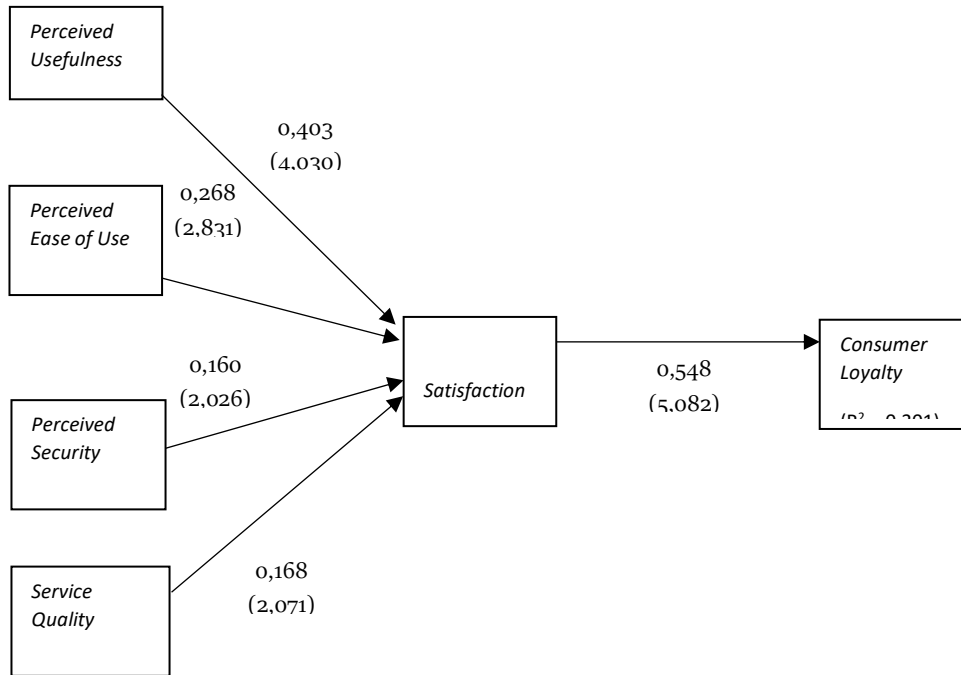 Perceived
Usefulness
0,403
(4,030)
Perceived
Ease of Use
0,268
(2,831)
Satisfaction
0,548
(5,082)
Consumer
Loyalty
Perceived
Security
0,160
(2,026)
Service
Quality
0,168
(2,071)